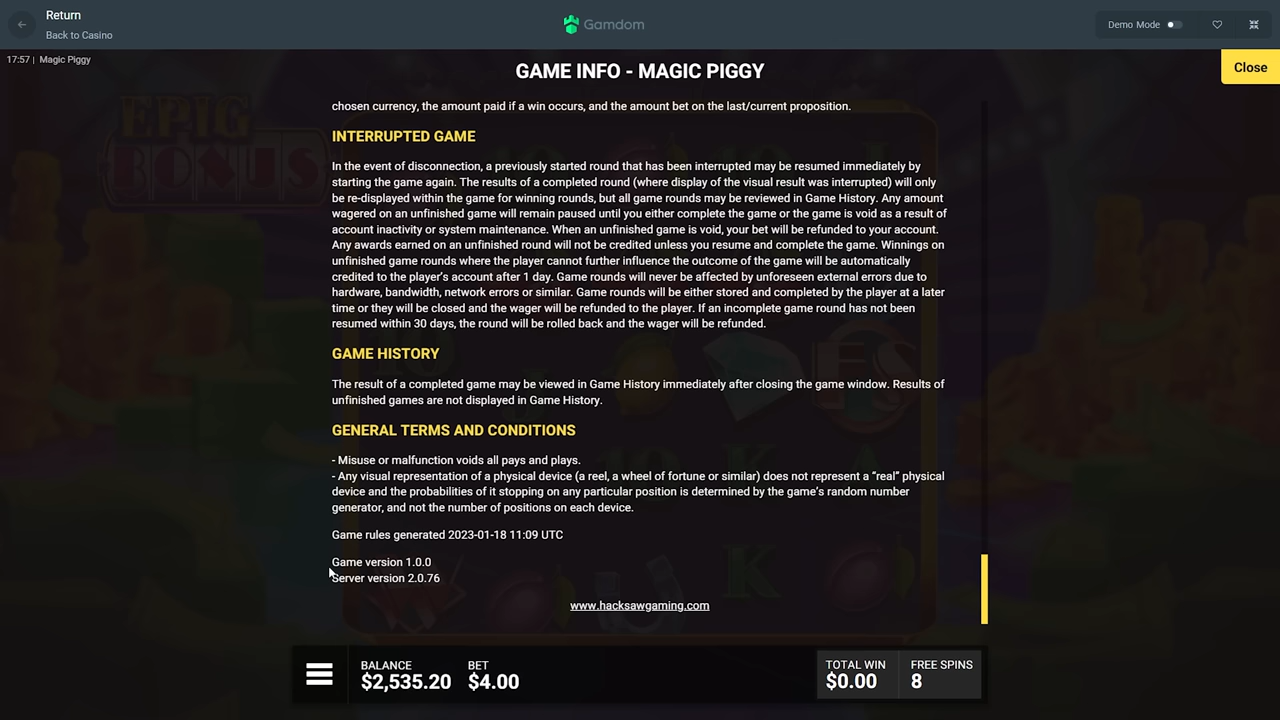 Return
Back to Casino
Gamdom
Demo Mode
17:57 | Magic Piggy
GAME INFO - MAGIC PIGGY
Close
EPIC
BONUS
chosen currency, the amount paid if a win occurs, and the amount bet on the last/current proposition.
INTERRUPTED GAME
In the event of disconnection, a previously started round that has been interrupted may be resumed immediately by
starting the game again. The results of a completed round (where display of the visual result was interrupted) will only
be re-displayed within the game for winning rounds, but all game rounds may be reviewed in Game History. Any amount
wagered on an unfinished game will remain paused until you either complete the game or the game is void as a result of
account inactivity or system maintenance. When an unfinished game is void, your bet will be refunded to your account.
Any awards earned on an unfinished round will not be credited unless you resume and complete the game. Winnings on
unfinished game rounds where the player cannot further influence the outcome of the game will be automatically
credited to the player's account after 1 day. Game rounds will never be affected by unforeseen external errors due to
hardware, bandwidth, network errors or similar. Game rounds will be either stored and completed by the player at a later
time or they will be closed and the wager will be refunded to the player. If an incomplete game round has not been
resumed within 30 days, the round will be rolled back and the wager will be refunded.
GAME HISTORY
The result of a completed game may be viewed in Game History immediately after closing the game window. Results of
unfinished games are not displayed in Game History.
FS
GENERAL TERMS AND CONDITIONS
- Misuse or malfunction voids all pays and plays.
- Any visual representation of a physical device (a reel, a wheel of fortune or similar) does not represent a “real” physical
device and the probabilities of it stopping on any particular position is determined by the game's random number
generator, and not the number of positions on each device.
Game rules generated 2023-01-18 11:09 UTC
Game version 1.0.0
Server version 2.0.76
K
www.hacksawgaming.com
BALANCE
$2,535.20
BET
$4.00
TOTAL WIN
$0.00
FREE SPINS
8